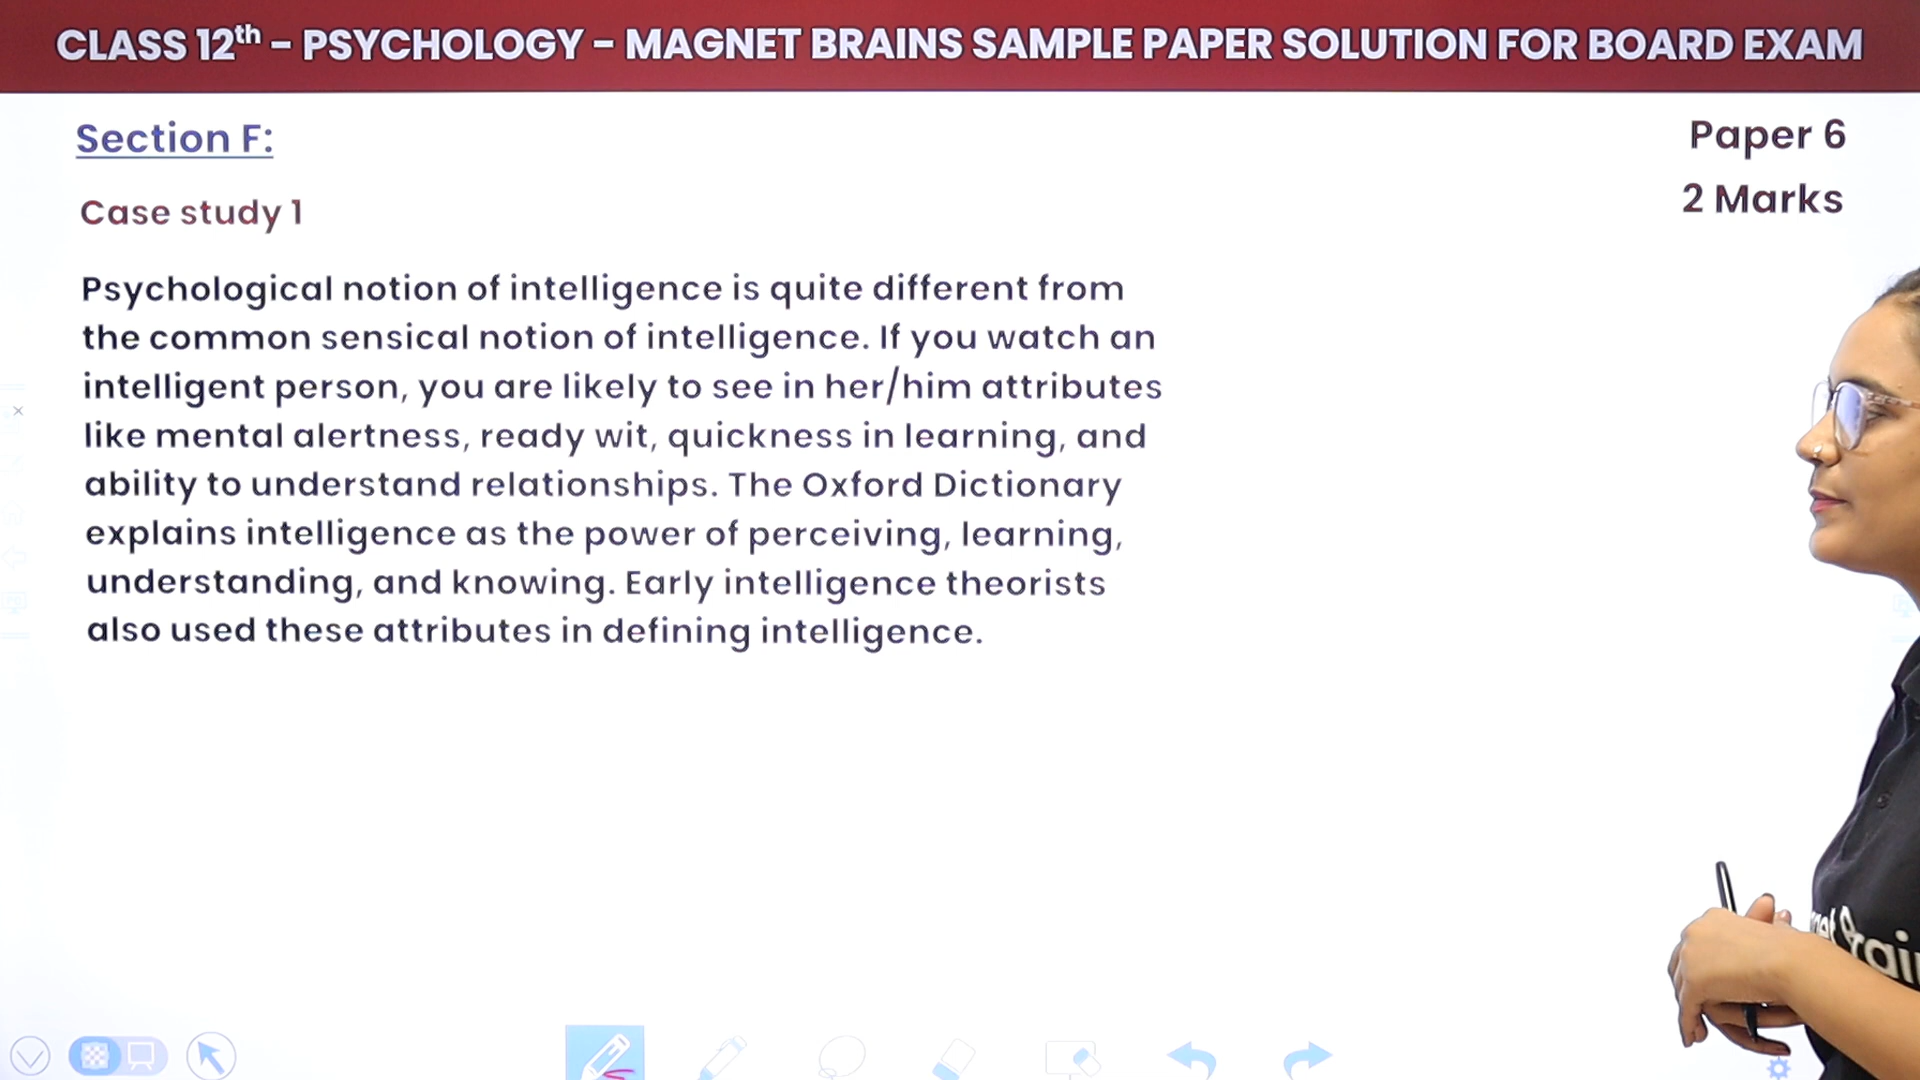 CLASS 12th - PSYCHOLOGY - MAGNET BRAINS SAMPLE PAPER SOLUTION FOR BOARD EXAM
Section F:
Paper 6
2 Marks
Case study 1
Psychological notion of intelligence is quite different from
the common sensical notion of intelligence. If you watch an
intelligent person, you are likely to see in her/him attributes
like mental alertness, ready wit, quickness in learning, and
ability to understand relationships. The Oxford Dictionary
explains intelligence as the power of perceiving, learning,
understanding, and knowing. Early intelligence theorists
also used these attributes in defining intelligence.